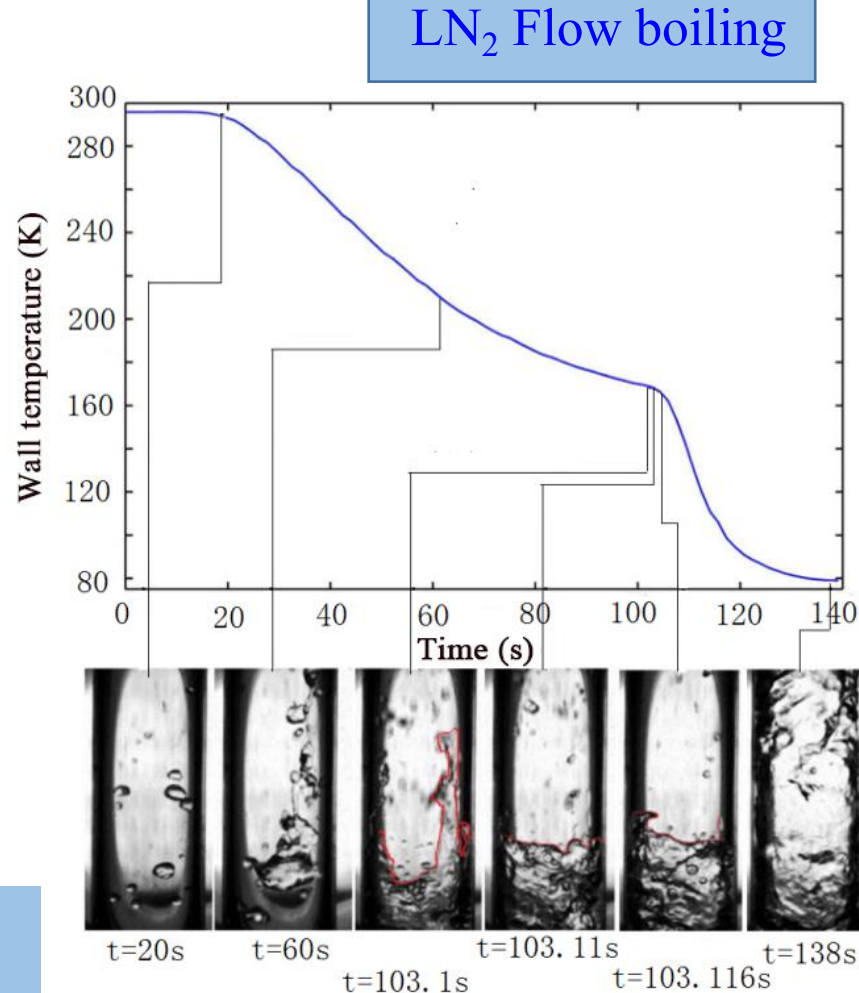 LN₂ Flow boiling
300
280
240
200
160
120
80
Wall temperature (K)
0 20 40 60 80 100 120 140
Time (s)
t=20s t=60s t=103.1s t=103.11s t=103.116s t=138s